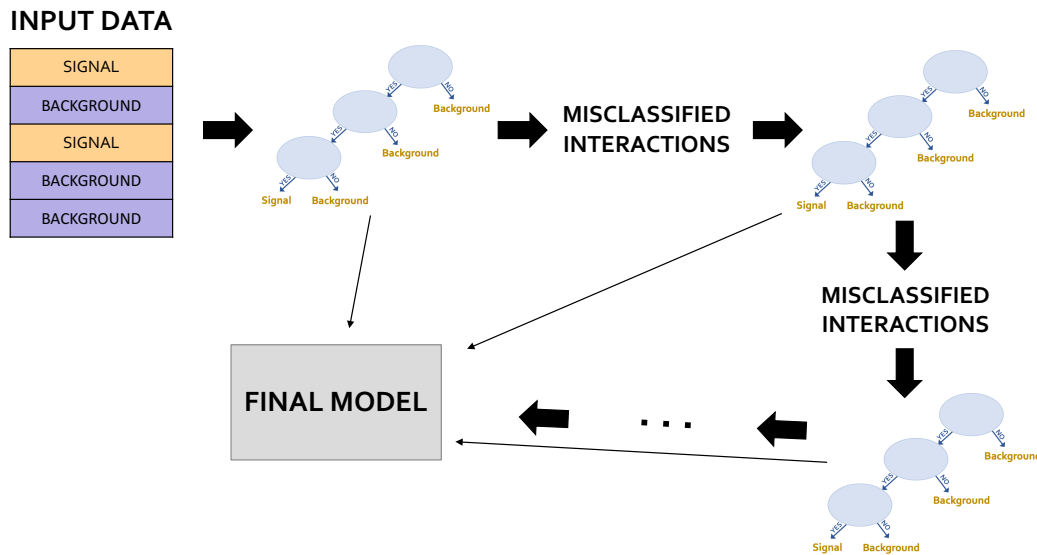 INPUT DATA
SIGNAL
BACKGROUND
SIGNAL
BACKGROUND
BACKGROUND
YES
NO
Background
YES
NO
Background
YES
NO
Signal
Background
MISCLASSIFIED
INTERACTIONS
YES
NO
Background
YES
NO
Background
YES
NO
Signal
Background
MISCLASSIFIED
INTERACTIONS
YES
NO
Background
YES
NO
Background
YES
NO
Signal
Background
. . .
FINAL MODEL